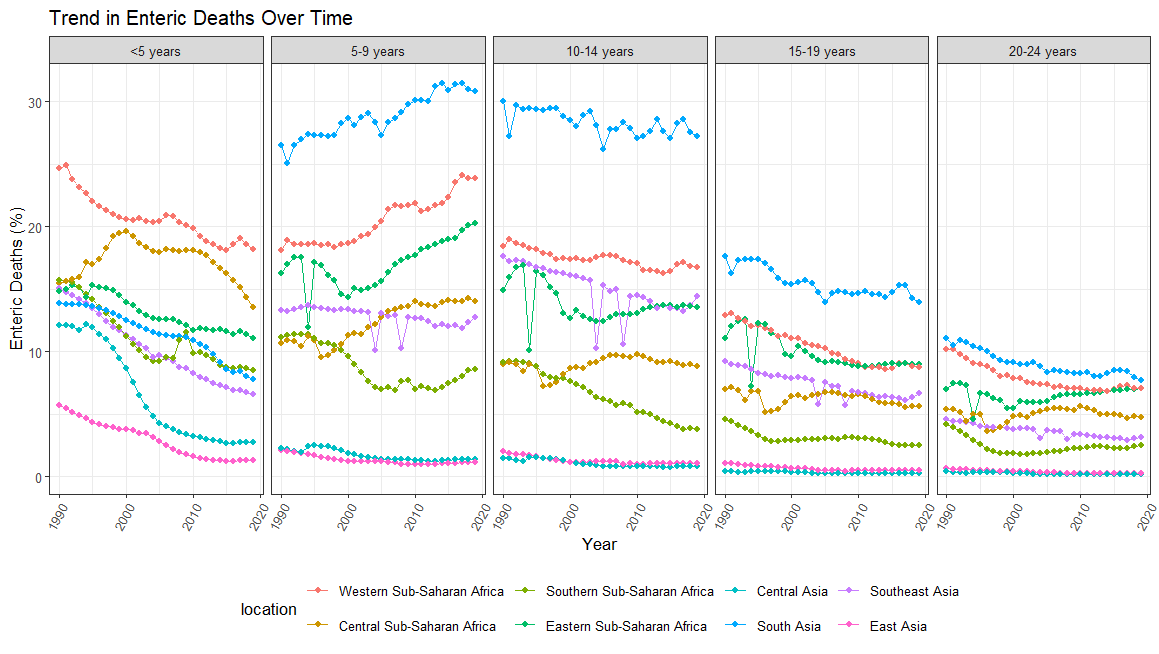 Trend in Enteric Deaths Over Time
<5 years 5-9 years 10-14 years 15-19 years 20-24 years
30
20
10
0
Enteric Deaths (%)
1990 2000 2010 2020 1990 2000 2010 2020 1990 2000 2010 2020 1990 2000 2010 2020 1990 2000 2010 2020
Year
location
Western Sub-Saharan Africa Southern Sub-Saharan Africa Central Asia Southeast Asia
Central Sub-Saharan Africa Eastern Sub-Saharan Africa South Asia East Asia